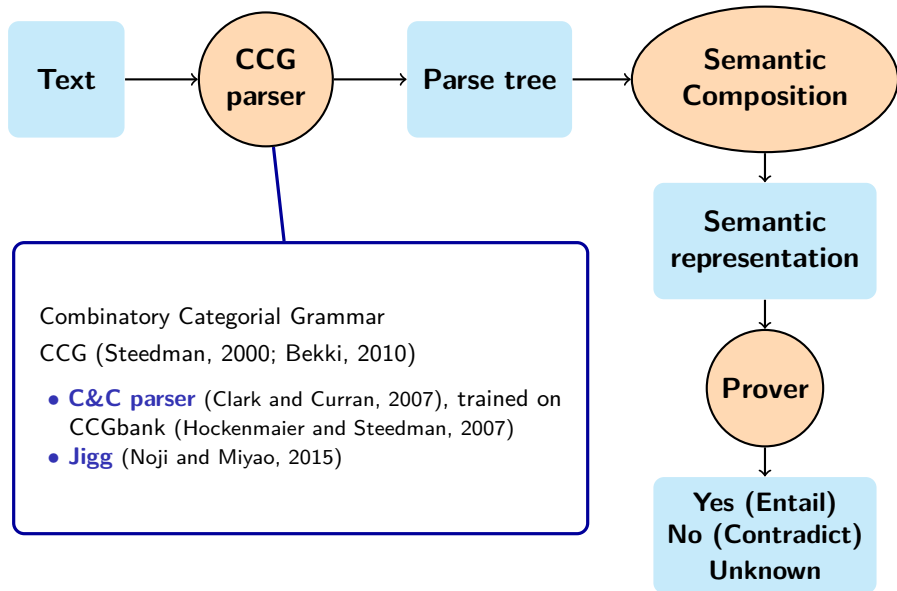 Text
CCG
parser
Parse tree
Semantic
Composition
Semantic
representation
Prover
Yes (Entail)
No (Contradict)
Unknown
Combinatory Categorial Grammar
CCG (Steedman, 2000; Bekki, 2010)
• C&C parser (Clark and Curran, 2007), trained on
CCGbank (Hockenmaier and Steedman, 2007)
• Jigg (Noji and Miyao, 2015)